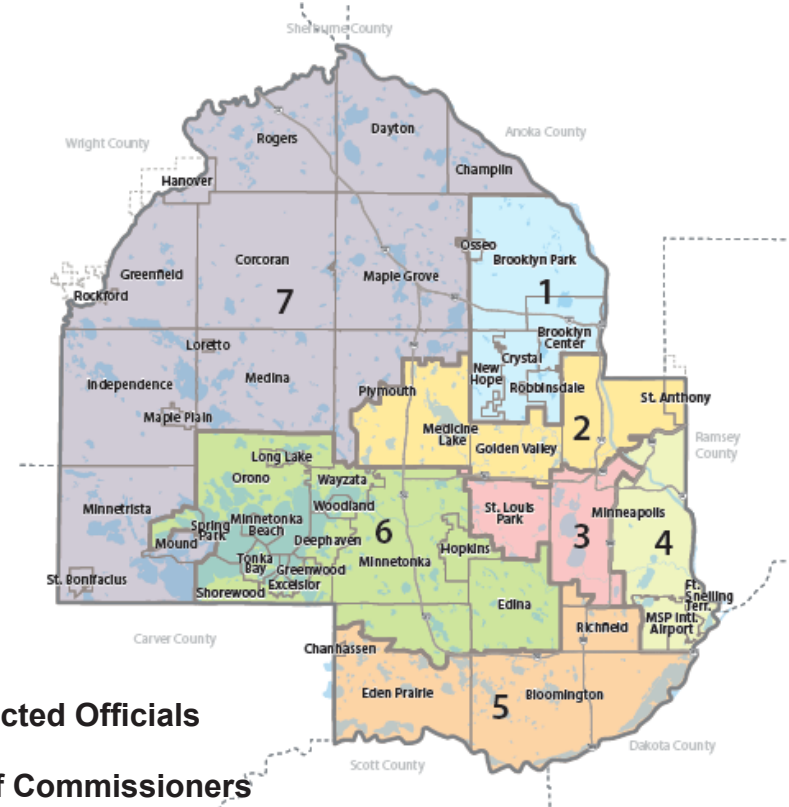 Sherburne County
Dayton
Rogers
Anoka County
Wright County
Champlin
Hanover
Osseo
Corcoran
Brooklyn Park
Greenfield
Maple Grove
Rockford
7
1
Brooklyn
Center
Loretto
Crystal
Medina
New
Hope
Independence
Plymouth
Robbinsdale
St. Anthony
Maple Plain
2
Medicine
Lake
Golden Valley
Ramsey
County
Long Lake
Orono
Wayzata
Minnetrista
Woodland
St. Louis
Park
Minneapolis
Spring
Park
Minnetonka
Beach
6
3
4
Mound
Deephaven
Hopkins
Tonka
Bay
Greenwood
Minnetonka
St. Bonifacius
Excelsior
Shorewood
Edina
Ft.
Snelling
Terr.
MSP Intl.
Airport
Richfield
Carver County
Chanhassen
Eden Prairie
5
Bloomington
cted Officials
Dakota County
Scott County
f Commissioners